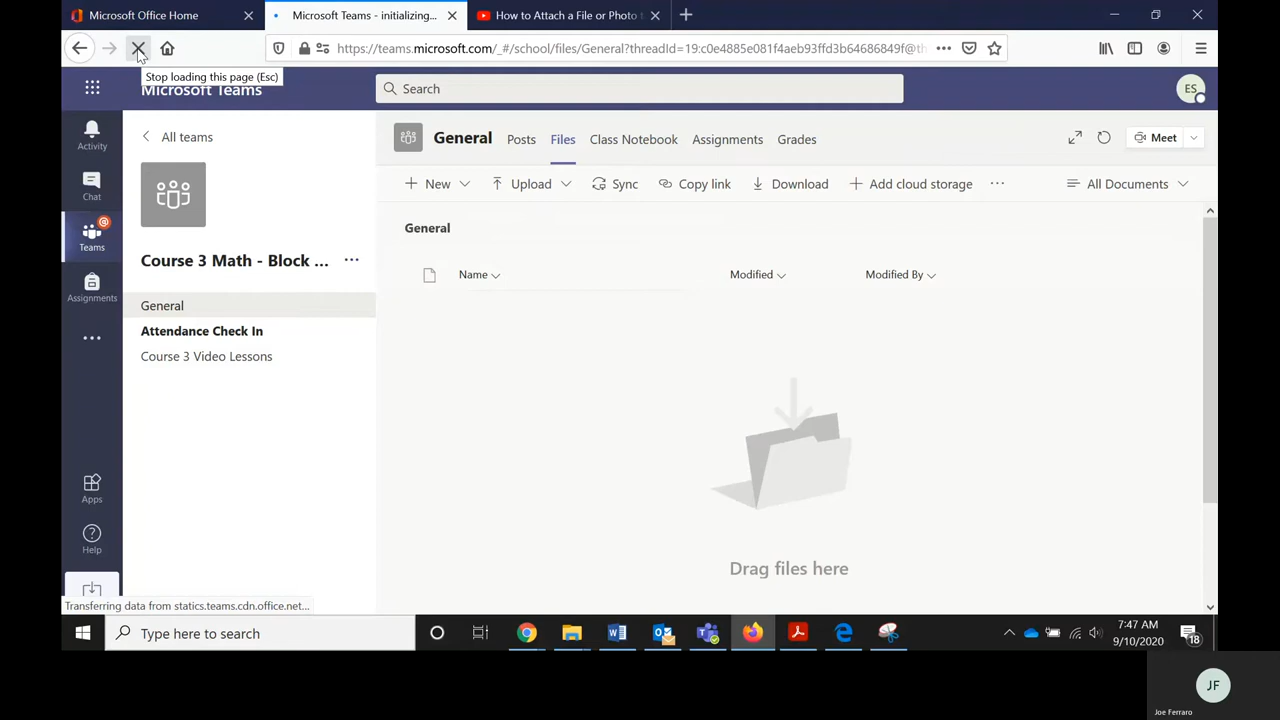 Microsoft Office Home
Microsoft Teams - initializing...
How to Attach a File or Photo t
https://teams.microsoft.com/_#/school/files/General?threadId=19:c0e4885e081f4aeb93ffd3b64686849f@th
Stop loading this page (Esc)
Microsoft Teams
Search
ES
Activity
Chat
Teams
Assignments
Apps
Help
All teams
Course 3 Math - Block ...
General
Attendance Check In
Course 3 Video Lessons
General
Posts
Files
Class Notebook
Assignments
Grades
Meet
New
Upload
Sync
Copy link
Download
Add cloud storage
All Documents
General
Name
Modified
Modified By
Drag files here
Transferring data from statics.teams.cdn.office.net...
Type here to search
7:47 AM
9/10/2020
18
JF
Joe Ferraro